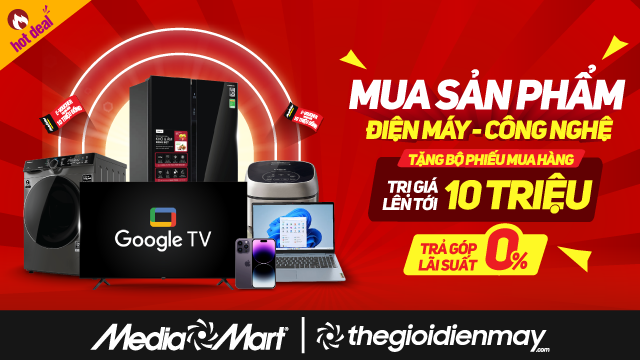 hot deal
MUA SẢN PHẨM
ĐIỆN MÁY - CÔNG NGHỆ
TẶNG BỘ PHIẾU MUA HÀNG
TRỊ GIÁ
LÊN TỚI
10 TRIỆU
TRẢ GÓP
LÃI SUẤT
0%
Google TV
MediaMart
thegioidienmay.com